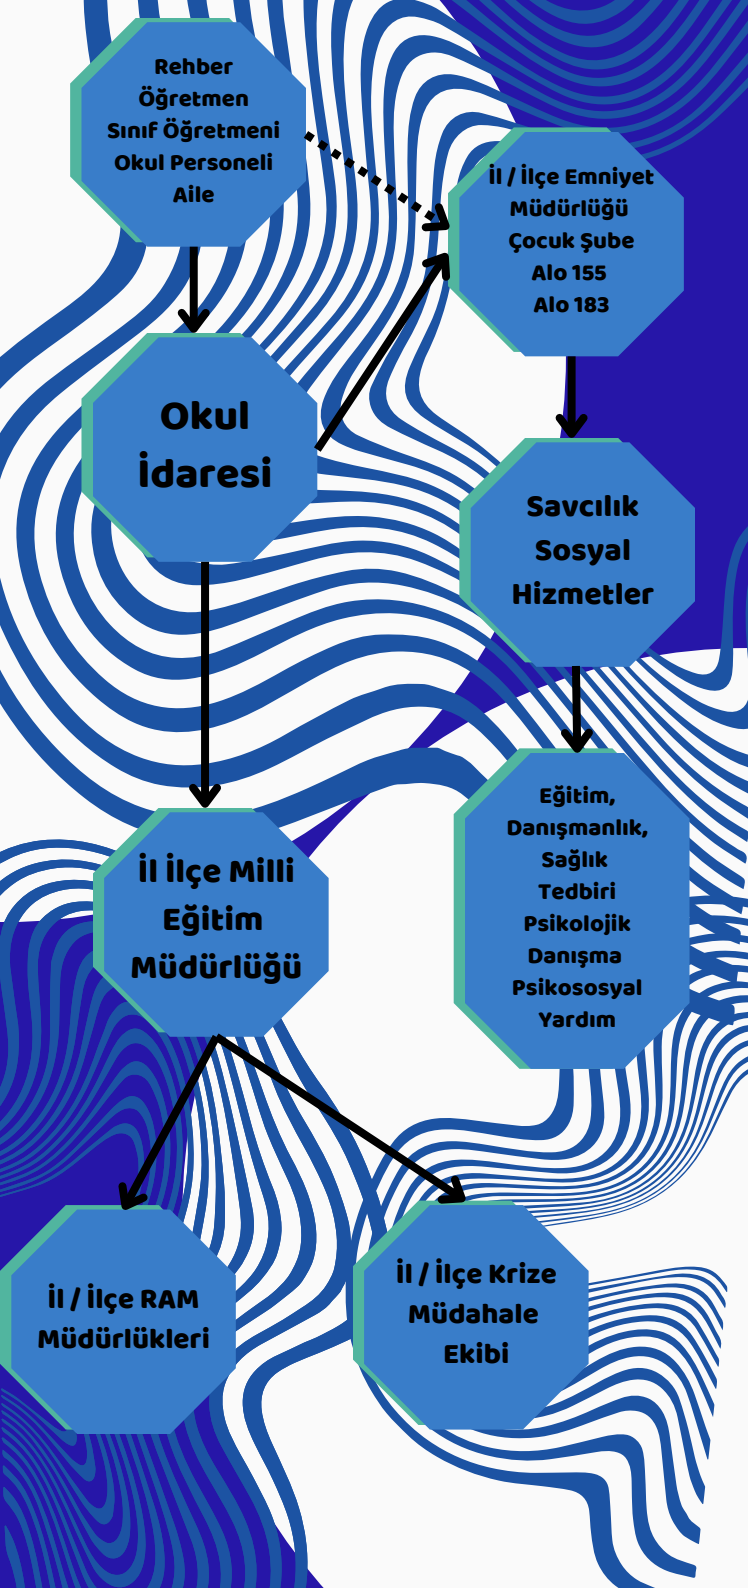 Rehber
Öğretmen
Sınıf Öğretmeni
Okul Personeli
Aile
İl / İlçe Emniyet
Müdürlüğü
Çocuk Şube
Alo 155
Alo 183
Okul
İdaresi
Savcılık
Sosyal
Hizmetler
Eğitim,
Danışmanlık,
Sağlık
Tedbiri
Psikolojik
Danışma
Psikososyal
Yardım
İl İlçe Milli
Eğitim
Müdürlüğü
İl / İlçe RAM
Müdürlükleri
İl / İlçe Krize
Müdahale
Ekibi